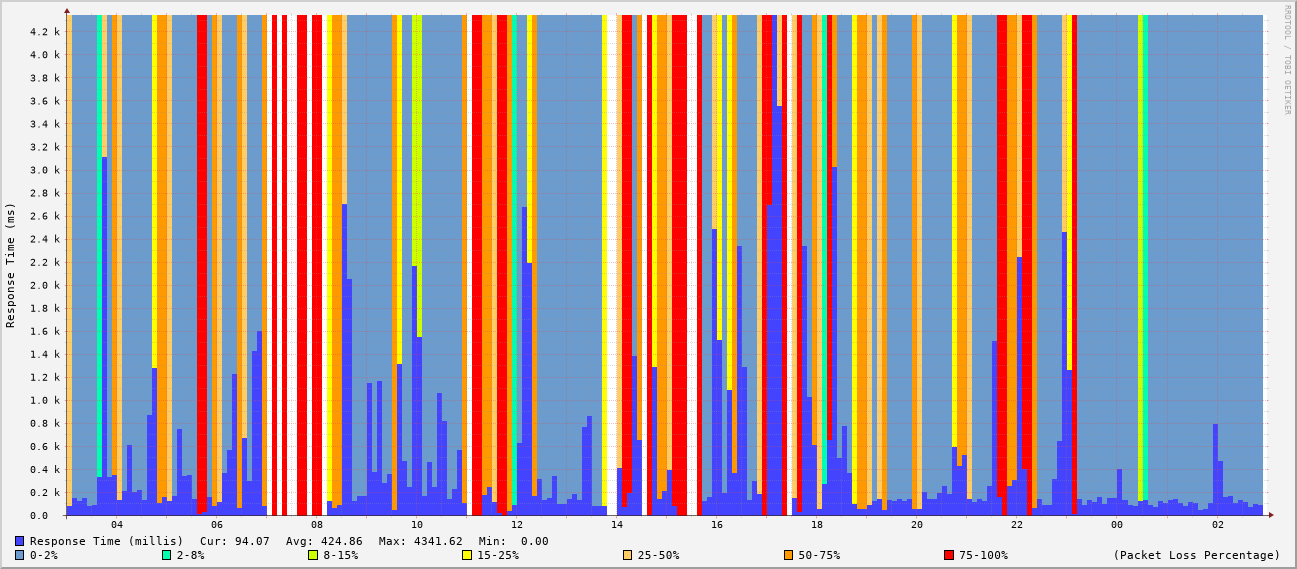 RRDTOOL / TOBI OETIKER
Response Time (ms)
4.2 k
4.0 k
3.8 k
3.6 k
3.4 k
3.2 k
3.0 k
2.8 k
2.6 k
2.4 k
2.2 k
2.0 k
1.8 k
1.6 k
1.4 k
1.2 k
1.0 k
0.8 k
0.6 k
0.4 k
0.2 k
0.0
04 06 08 10 12 14 16 18 20 22 00 02
Response Time (millis) Cur: 94.07 Avg: 424.86 Max: 4341.62 Min: 0.00
0-2% 2-8% 8-15% 15-25% 25-50% 50-75% 75-100% (Packet Loss Percentage)